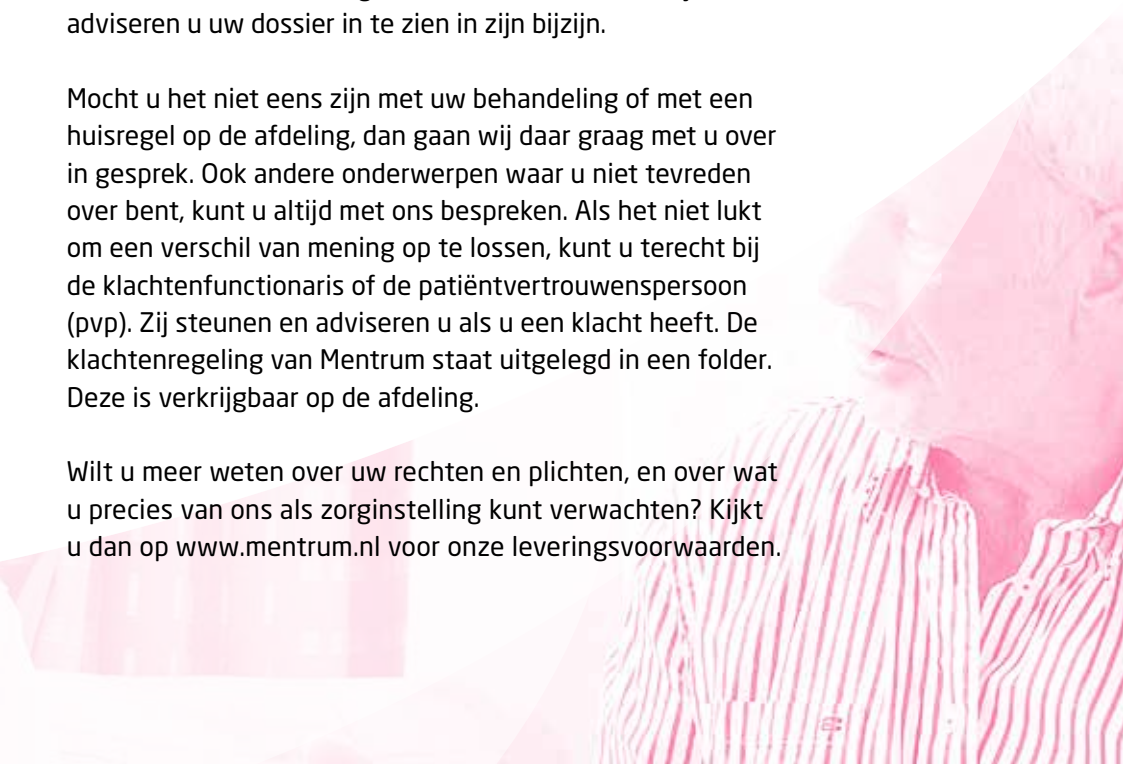 adviseren u uw dossier in te zien in zijn bijzijn.
Mocht u het niet eens zijn met uw behandeling of met een
huisregel op de afdeling, dan gaan wij daar graag met u over
in gesprek. Ook andere onderwerpen waar u niet tevreden
over bent, kunt u altijd met ons bespreken. Als het niet lukt
om een verschil van mening op te lossen, kunt u terecht bij
de klachtenfunctionaris of de patiëntvertrouwenspersoon
(pvp). Zij steunen en adviseren u als u een klacht heeft. De
klachtenregeling van Mentrum staat uitgelegd in een folder.
Deze is verkrijgbaar op de afdeling.
Wilt u meer weten over uw rechten en plichten, en over wat
u precies van ons als zorginstelling kunt verwachten? Kijkt
u dan op www.mentrum.nl voor onze leveringsvoorwaarden.